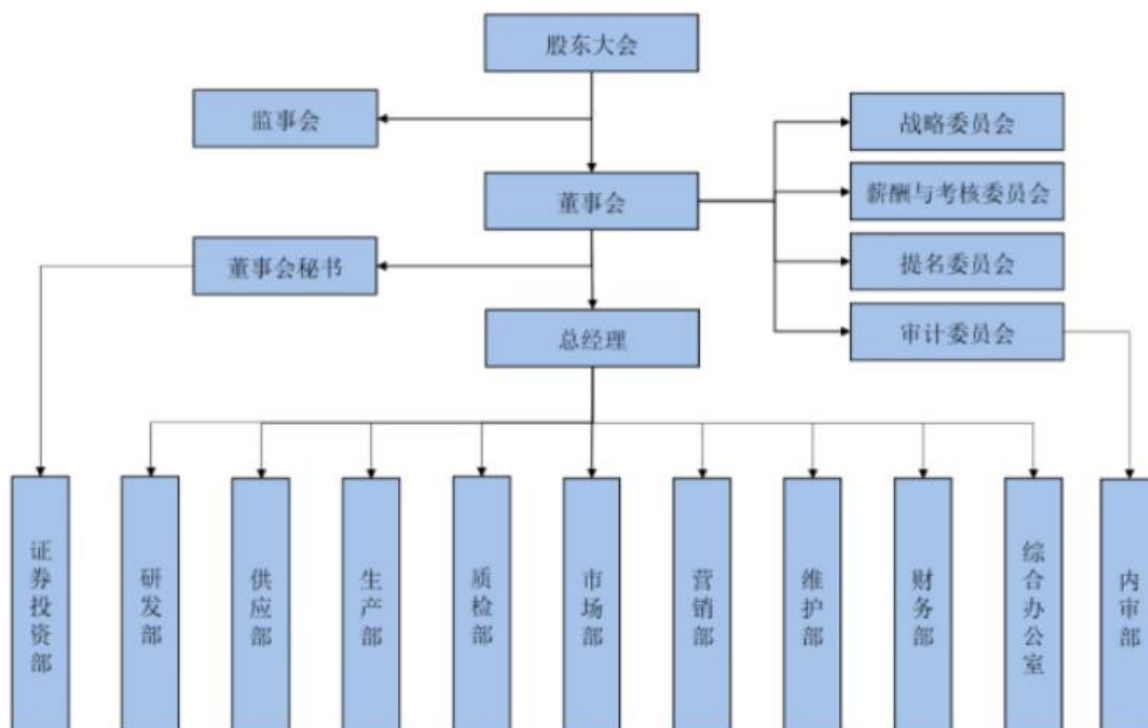 股东大会
监事会
战略委员会
董事会
薪酬与考核委员会
董事会秘书
提名委员会
总经理
审计委员会
证券投资部
研发部
供应部
生产部
质检部
市场部
营销部
维护部
财务部
综合办公室
内审部